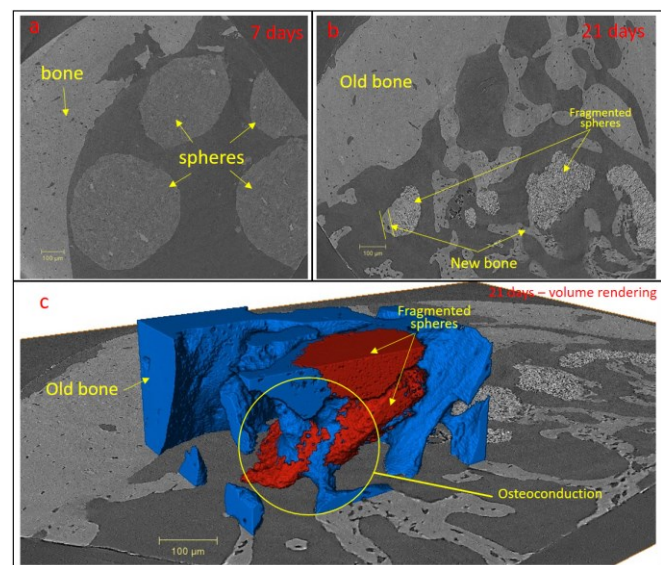 a
7 days
bone
spheres
100 µm
b
21 days
Old bone
Fragmented
spheres
100 µm
New bone
c
21 days – volume rendering
Fragmented
spheres
Old bone
Osteoconduction
100 µm